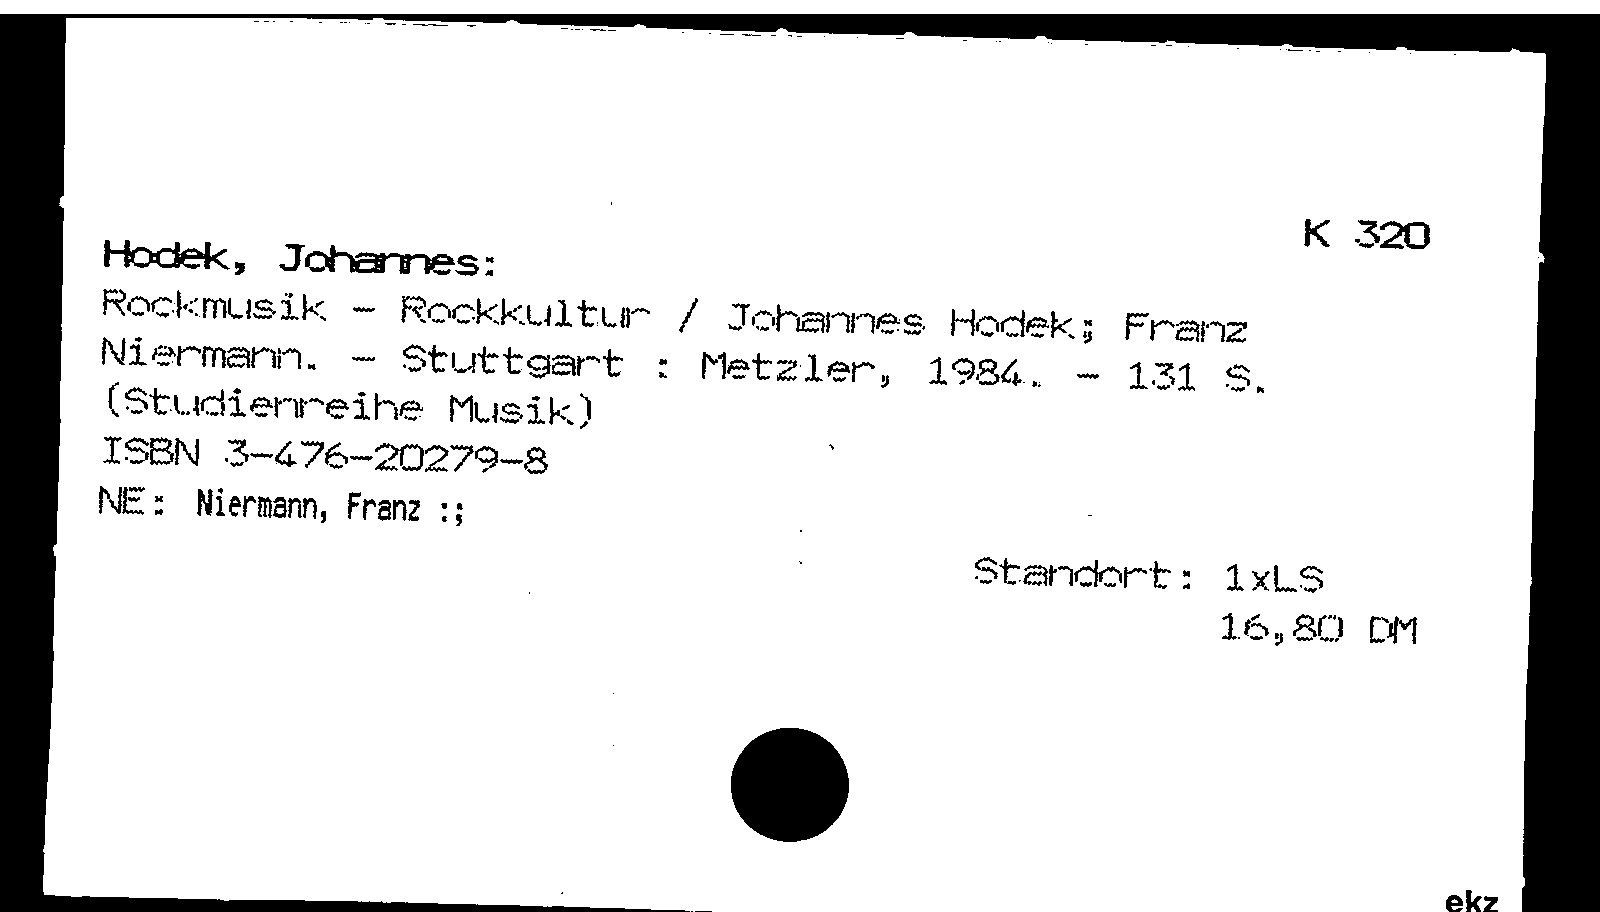 K 320
Hodek, Johannes:
Rockmusik - Rockkultur / Johannes Hodek; Franz
Niermann. - Stuttgart : Metzler, 1984. - 131 S.
(Studienreihe Musik)
ISBN 3-476-20279-8
NE: Niermann, Franz :;
Standort: 1xLS
16,80 DM
ekz